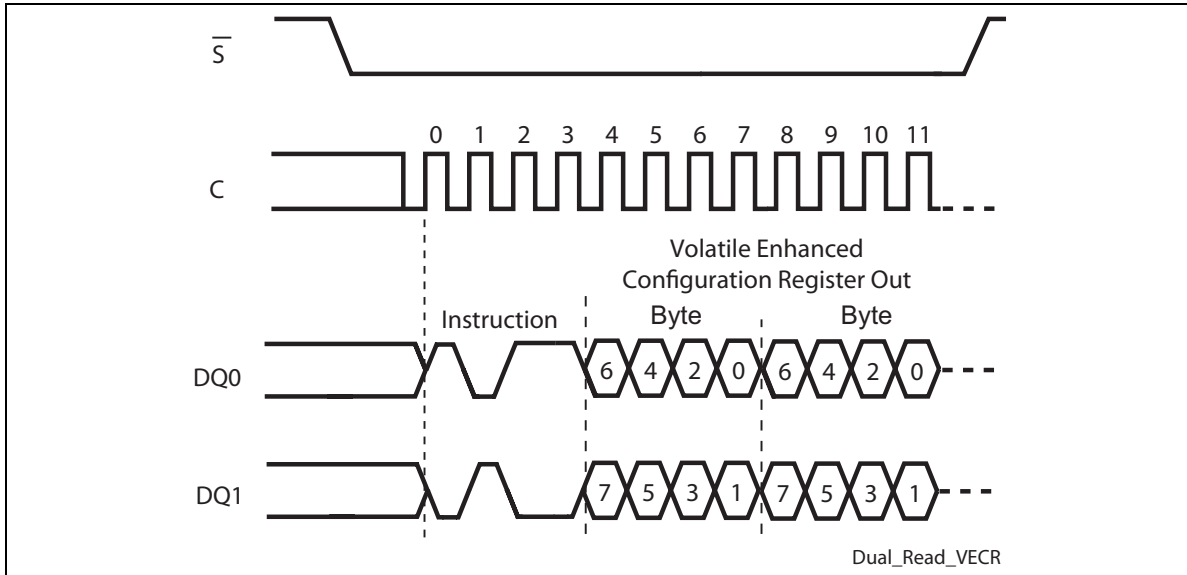 S
0 1 2 3 4 5 6 7 8 9 10 11
C
Volatile Enhanced
Configuration Register Out
Instruction Byte Byte
DQ0 6 4 2 0 6 4 2 0
DQ1 7 5 3 1 7 5 3 1
Dual_Read_VECR